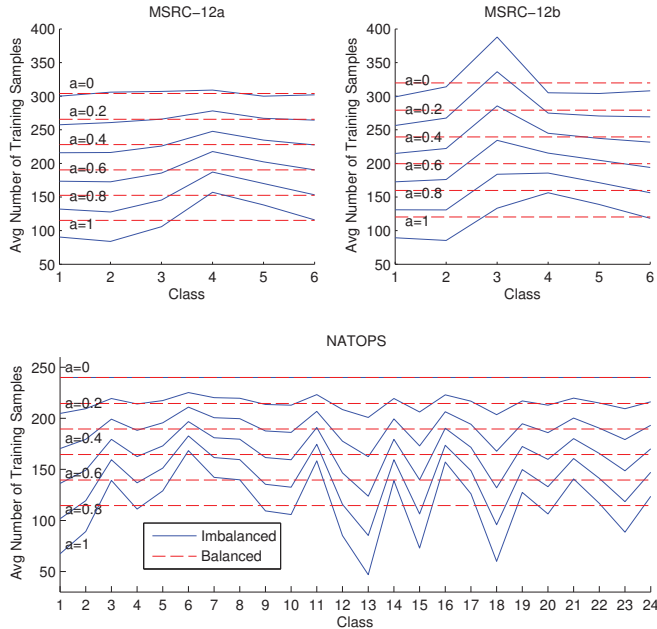 MSRC-12a
MSRC-12b
400
350
300
250
200
150
100
50
a=0
a=0.2
a=0.4
a=0.6
a=0.8
a=1
1 2 3 4 5 6
Class
Avg Number of Training Samples
400
350
300
250
200
150
100
50
a=0
a=0.2
a=0.4
a=0.6
a=0.8
a=1
1 2 3 4 5 6
Class
Avg Number of Training Samples
NATOPS
250
200
150
100
50
a=0
a=0.2
a=0.4
a=0.6
a=0.8
a=1
Imbalanced
Balanced
1 2 3 4 5 6 7 8 9 10 11 12 13 14 15 16 17 18 19 20 21 22 23 24
Class
Avg Number of Training Samples